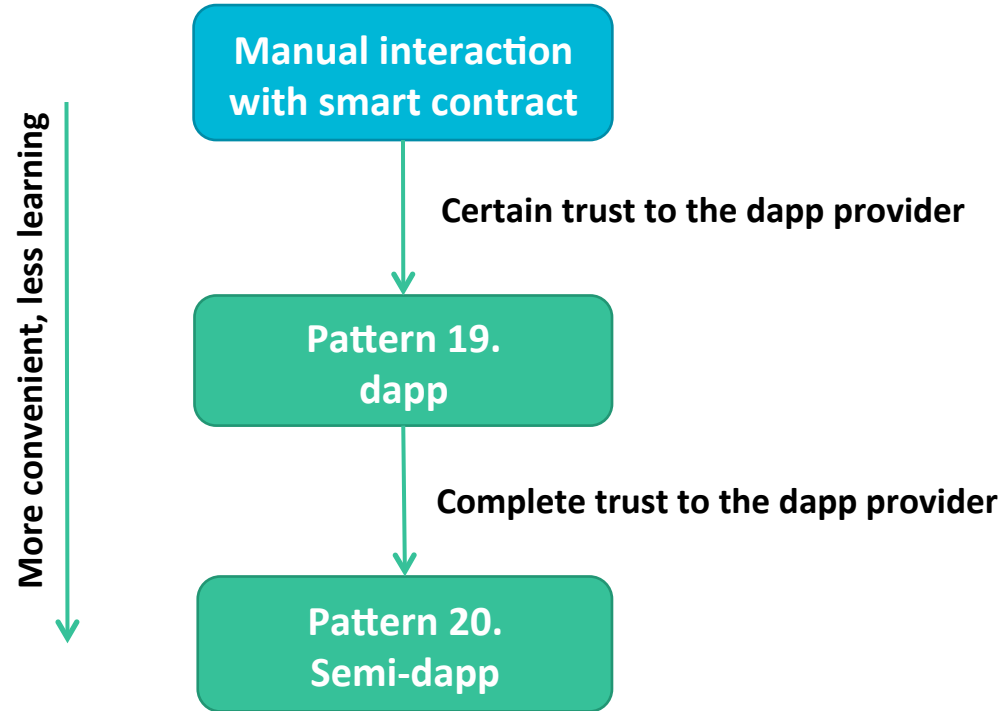 Manual interaction
with smart contract
More convenient, less learning
Certain trust to the dapp provider
Pattern 19.
dapp
Complete trust to the dapp provider
Pattern 20.
Semi-dapp